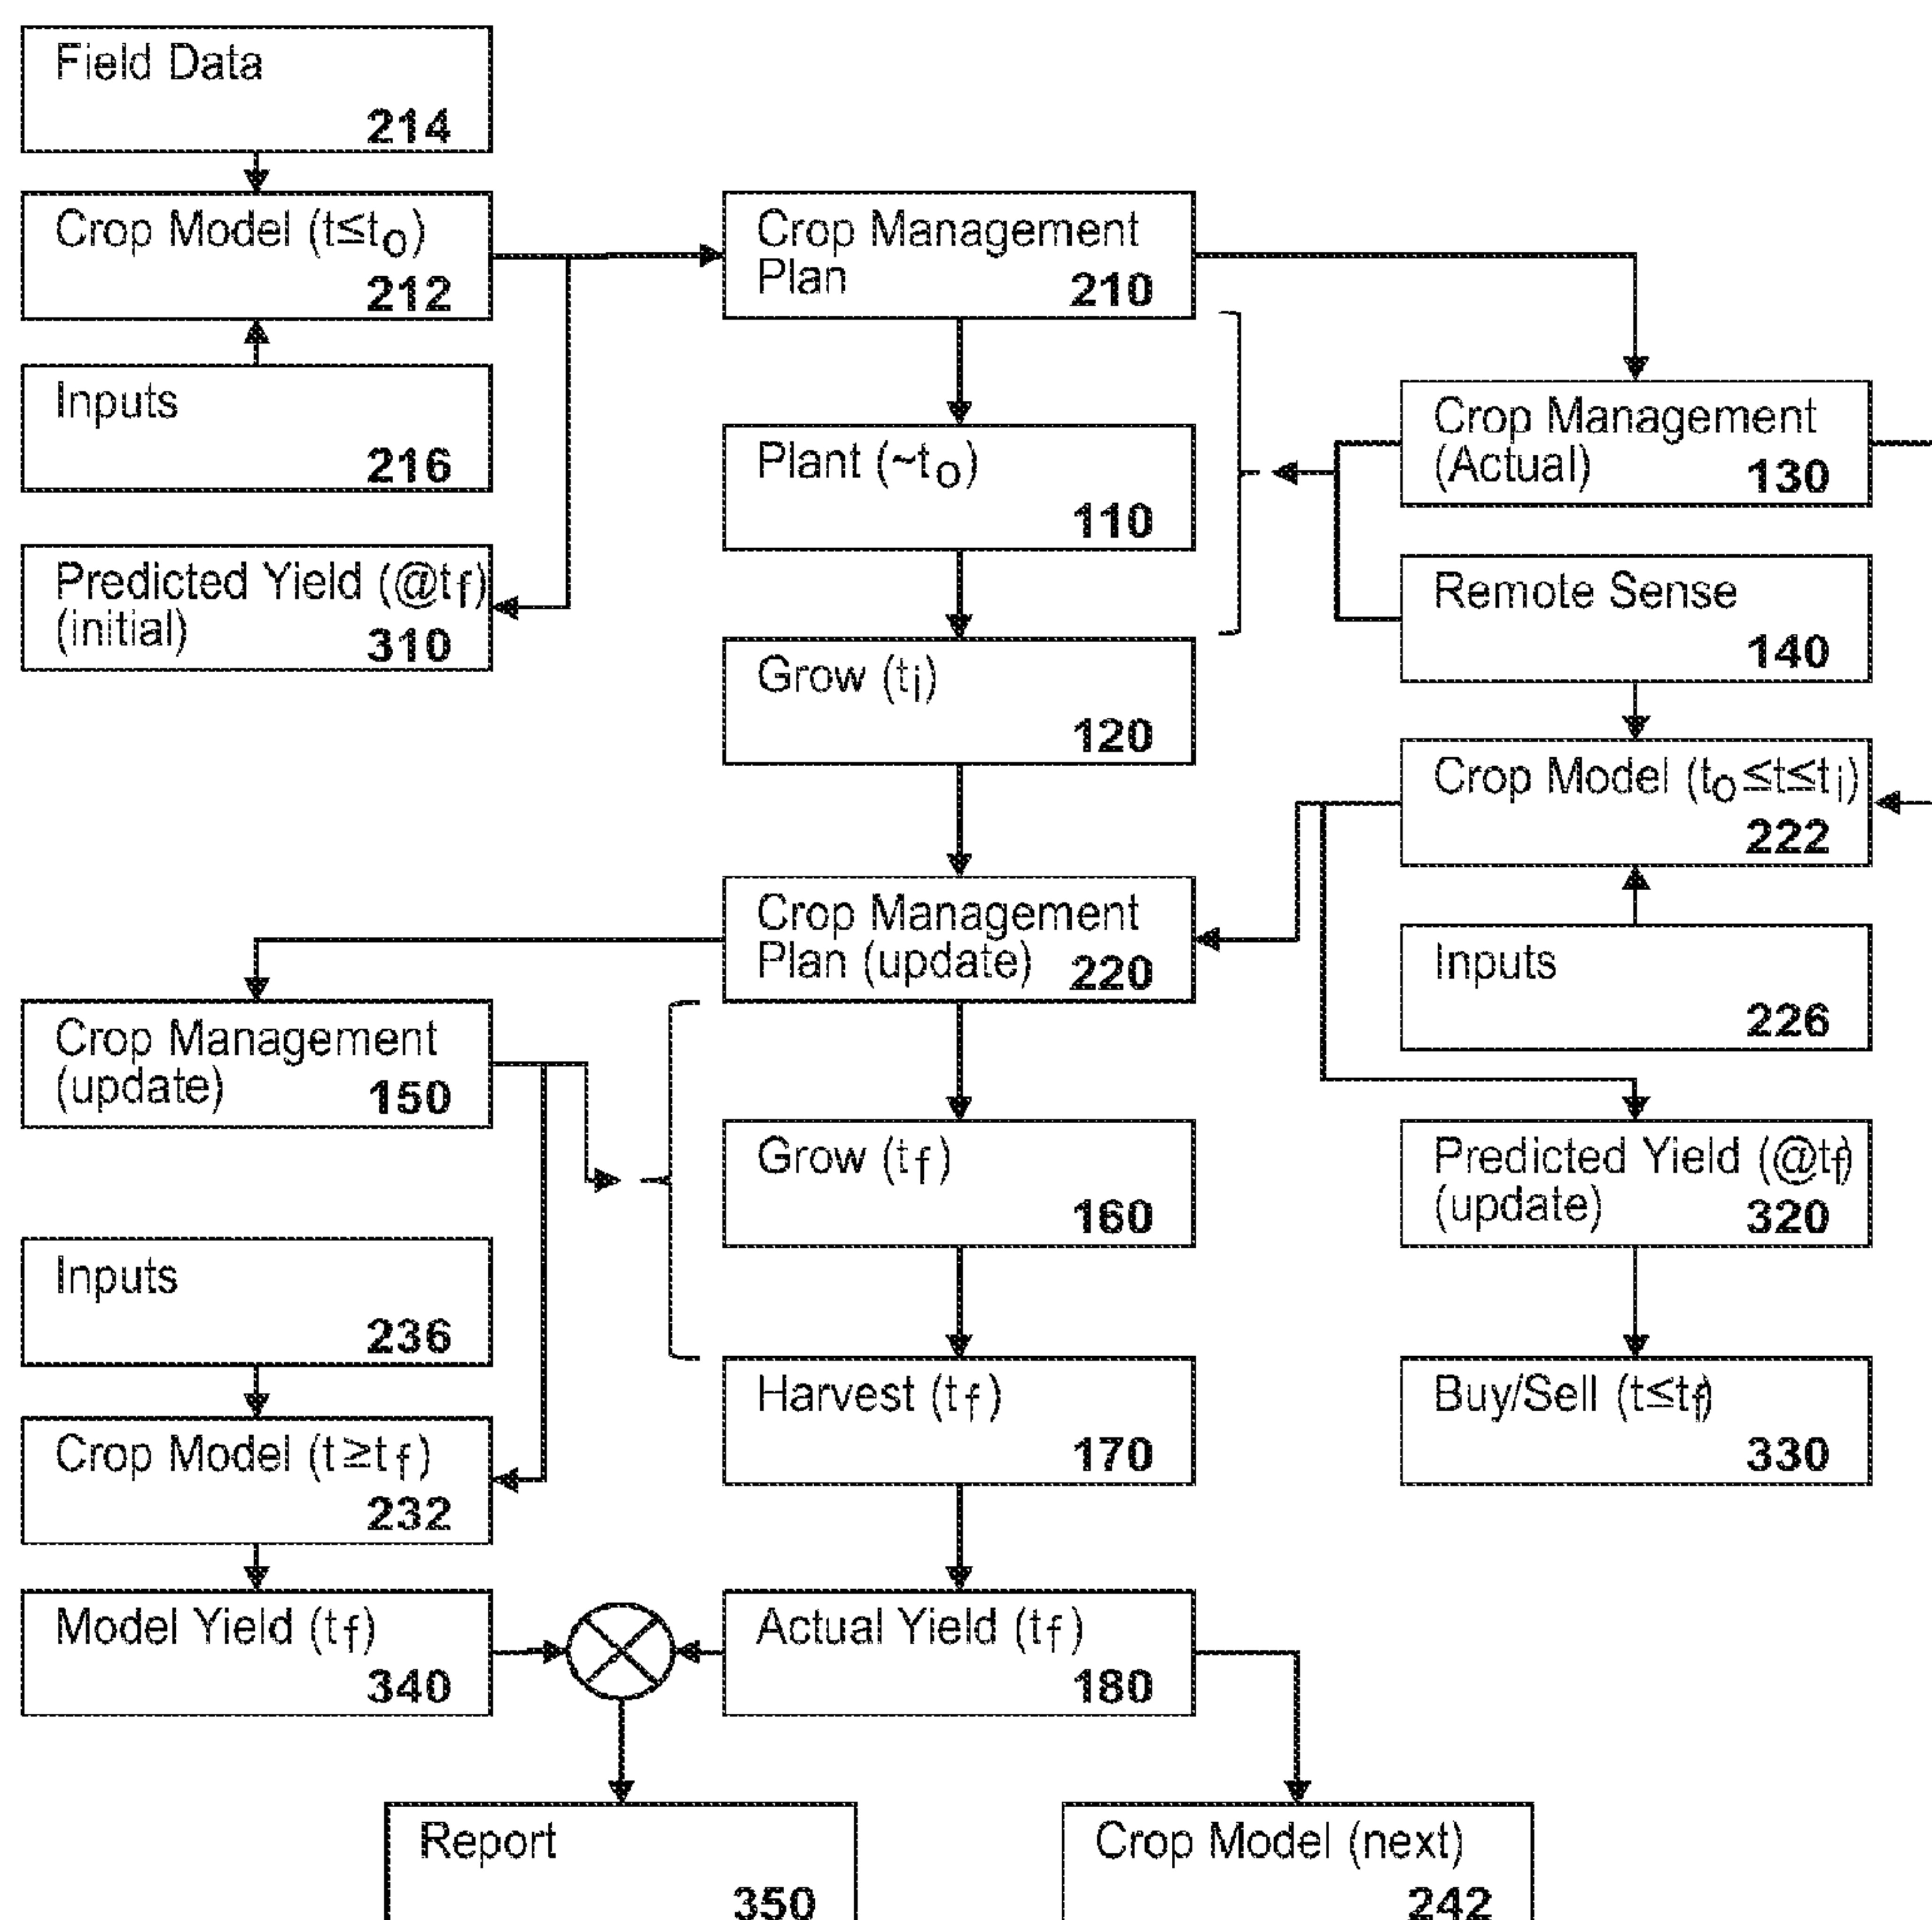 Field Data
214
Crop Model (t≤to)
212
Inputs
216
Predicted Yield (@tf)
(initial)
310
Crop Management
Plan
210
Plant (~to)
110
Grow (ti)
120
Crop Management
(Actual)
130
Remote Sense
140
Crop Model (to≤t≤ti)
222
Inputs
226
Crop Management
Plan (update)
220
Crop Management
(update)
150
Grow (tf)
160
Predicted Yield (@tf)
(update)
320
Inputs
236
Harvest (tf)
170
Buy/Sell (t≤tf)
330
Crop Model (t≥tf)
232
Model Yield (tf)
340
Actual Yield (tf)
180
Report
350
Crop Model (next)
242